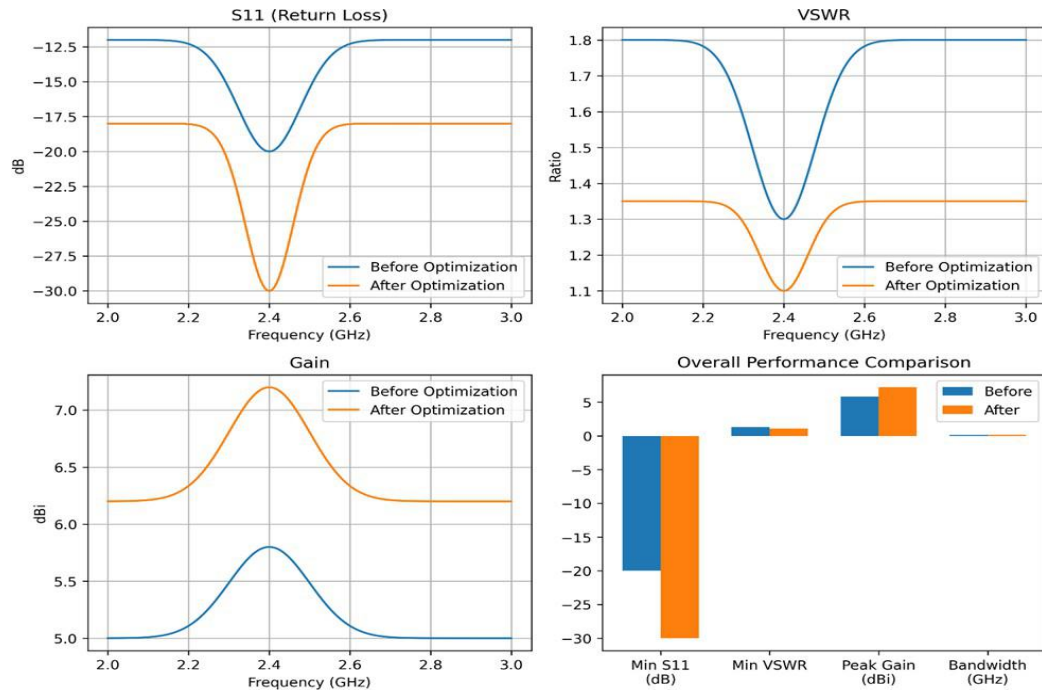 S11 (Return Loss)
−12.5
−15.0
−17.5
−20.0
−22.5
−25.0
−27.5
−30.0
dB
2.0 2.2 2.4 2.6 2.8 3.0
Frequency (GHz)
Before Optimization
After Optimization
VSWR
1.8
1.7
1.6
1.5
1.4
1.3
1.2
1.1
Ratio
2.0 2.2 2.4 2.6 2.8 3.0
Frequency (GHz)
Before Optimization
After Optimization
Gain
7.0
6.5
6.0
5.5
5.0
dBi
2.0 2.2 2.4 2.6 2.8 3.0
Frequency (GHz)
Before Optimization
After Optimization
Overall Performance Comparison
5
0
−5
−10
−15
−20
−25
−30
Before
After
Min S11 Min VSWR Peak Gain Bandwidth
(dB) (dBi) (GHz)